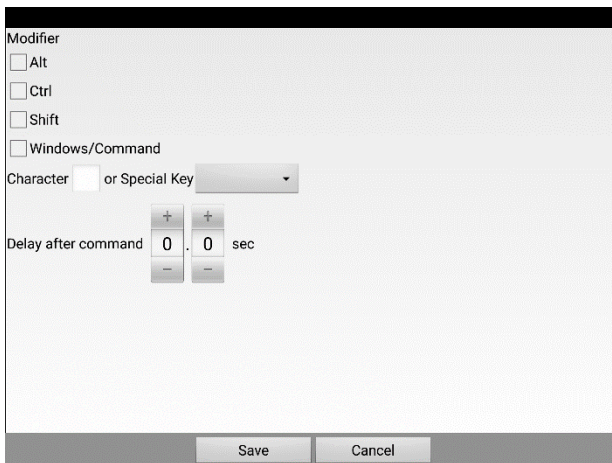 Modifier
Alt
Ctrl
Shift
Windows/Command
Character or Special Key
+ +
Delay after command 0 . 0 sec
- -
Save Cancel